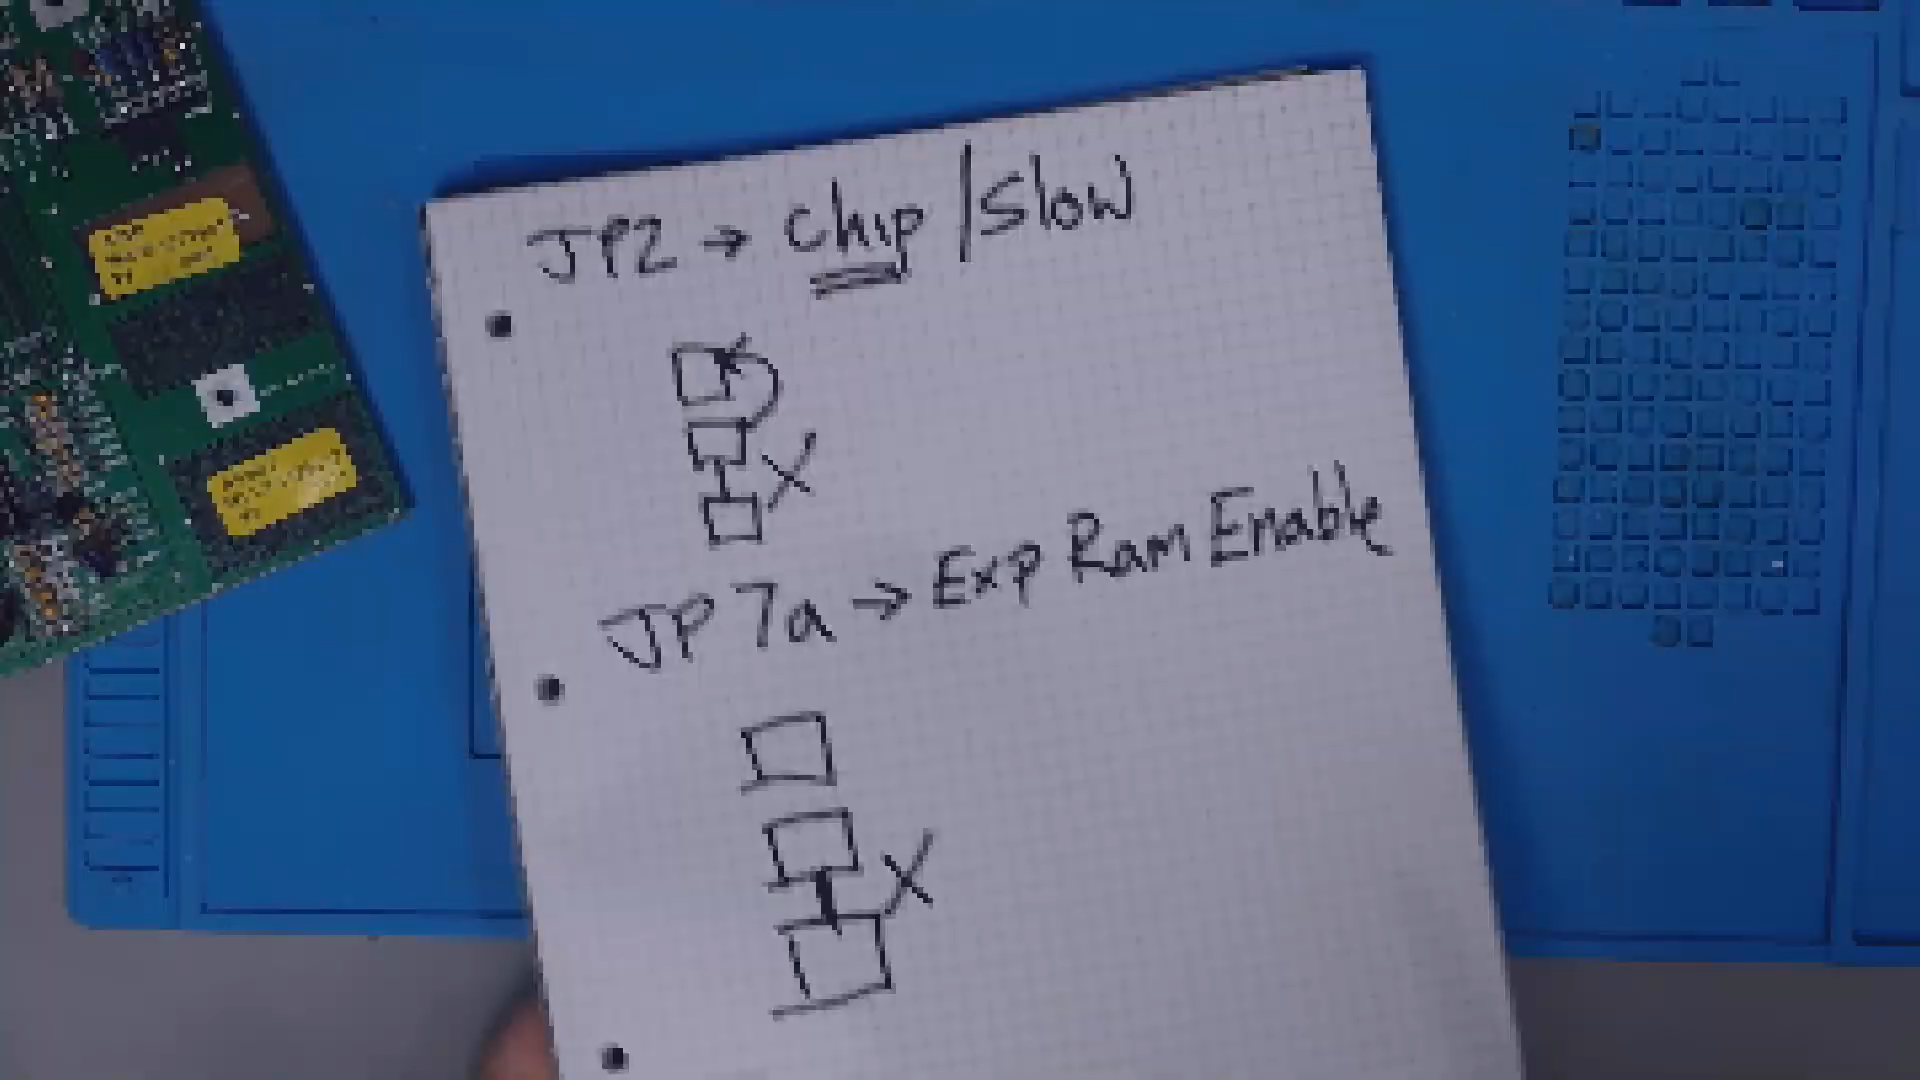 JP2 → Chip /Slow
JP 7a → Exp Ram Enable